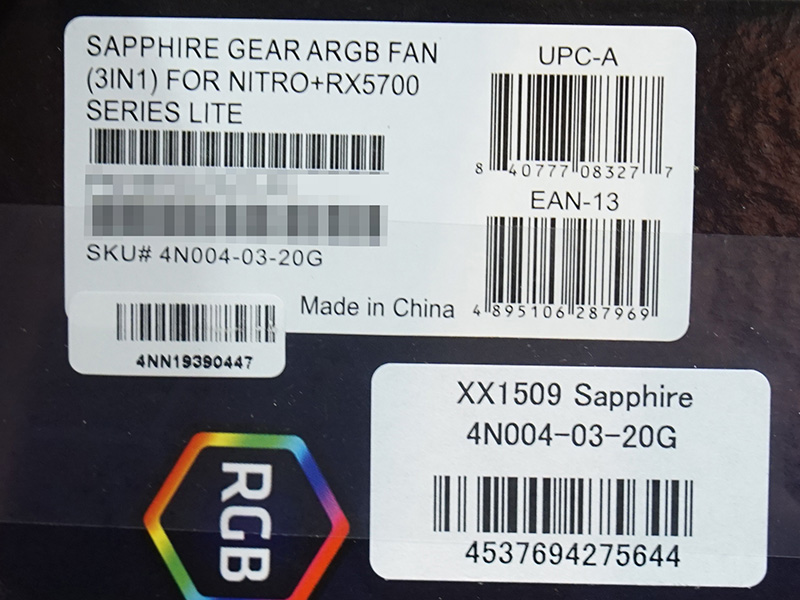 SAPPHIRE GEAR ARGB FAN
(3IN1) FOR NITRO+RX5700
SERIES LITE
SKU# 4N004-03-20G
UPC-A
8 40777 08327 7
EAN-13
4 895106 287969
Made in China
4NN19390447
XX1509 Sapphire
4N004-03-20G
4537694275644
RGB